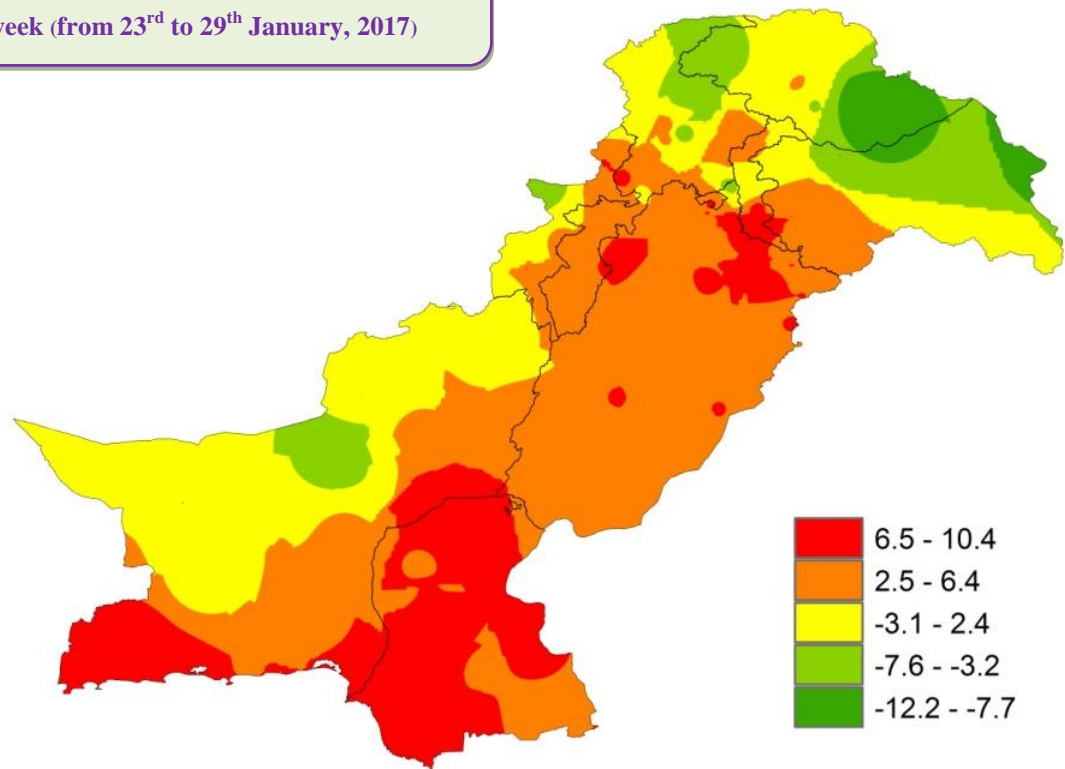 week (from 23rd to 29th January, 2017)
6.5 - 10.4
2.5 - 6.4
-3.1 - 2.4
-7.6 - -3.2
-12.2 - -7.7